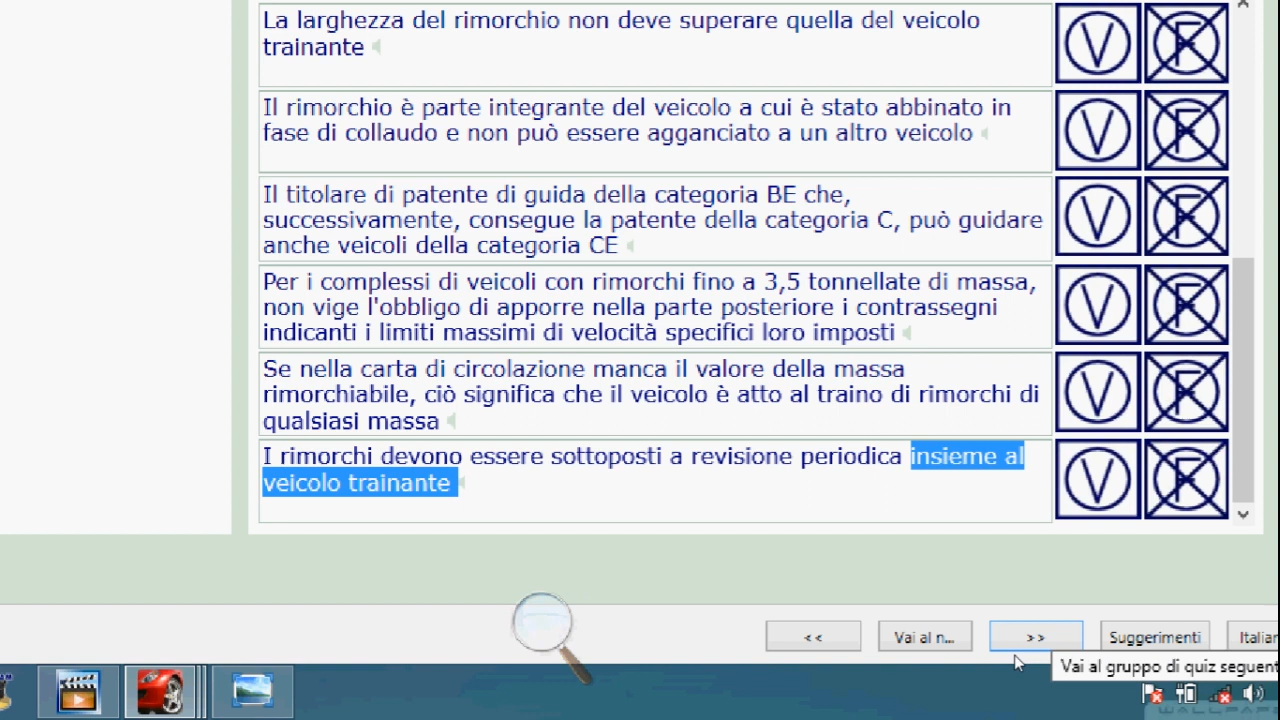 La larghezza del rimorchio non deve superare quella del veicolo
trainante
V F
Il rimorchio è parte integrante del veicolo a cui è stato abbinato in
fase di collaudo e non può essere agganciato a un altro veicolo
V F
Il titolare di patente di guida della categoria BE che,
successivamente, consegue la patente della categoria C, può guidare
anche veicoli della categoria CE
V F
Per i complessi di veicoli con rimorchi fino a 3,5 tonnellate di massa,
non vige l'obbligo di apporre nella parte posteriore i contrassegni
indicanti i limiti massimi di velocità specifici loro imposti
V F
Se nella carta di circolazione manca il valore della massa
rimorchiabile, ciò significa che il veicolo è atto al traino di rimorchi di
qualsiasi massa
V F
I rimorchi devono essere sottoposti a revisione periodica insieme al
veicolo trainante
V F
<< Vai al n... >> Suggerimenti Italian
Vai al gruppo di quiz seguent